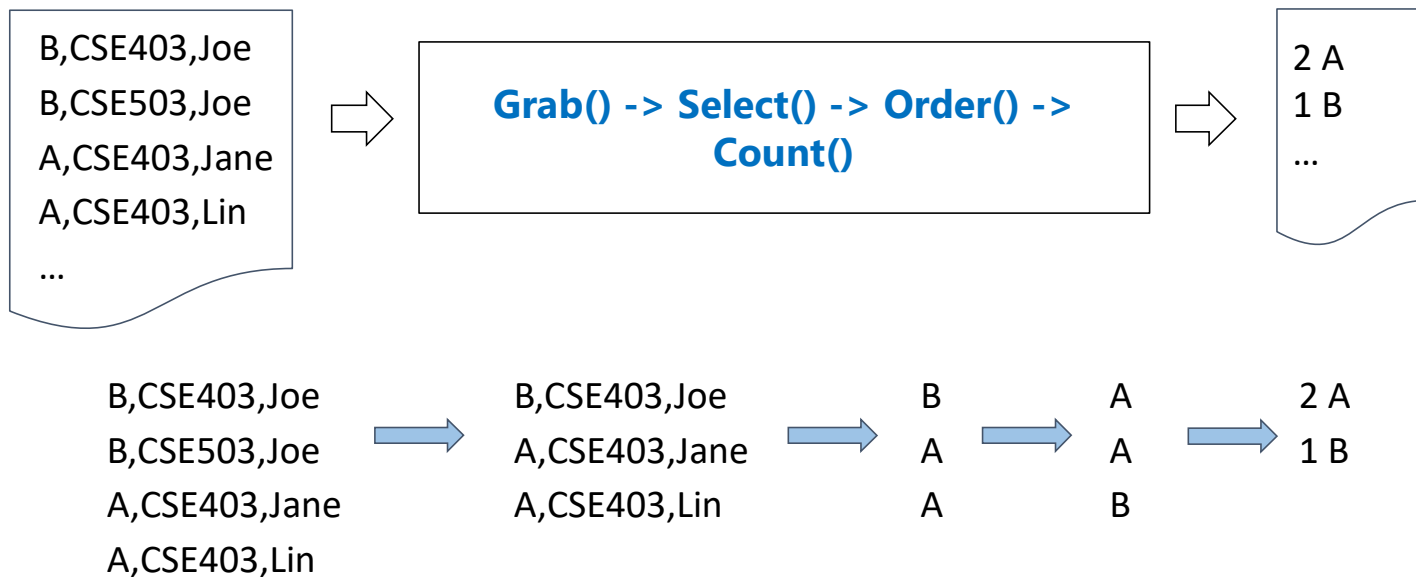 B,CSE403,Joe
B,CSE503,Joe
A,CSE403,Jane
A,CSE403,Lin
...
Grab() -> Select() -> Order() ->
Count()
2 A
1 B
...
B,CSE403,Joe
B,CSE503,Joe
A,CSE403,Jane
A,CSE403,Lin
B,CSE403,Joe
A,CSE403,Jane
A,CSE403,Lin
B
A
A
A
A
B
2 A
1 B